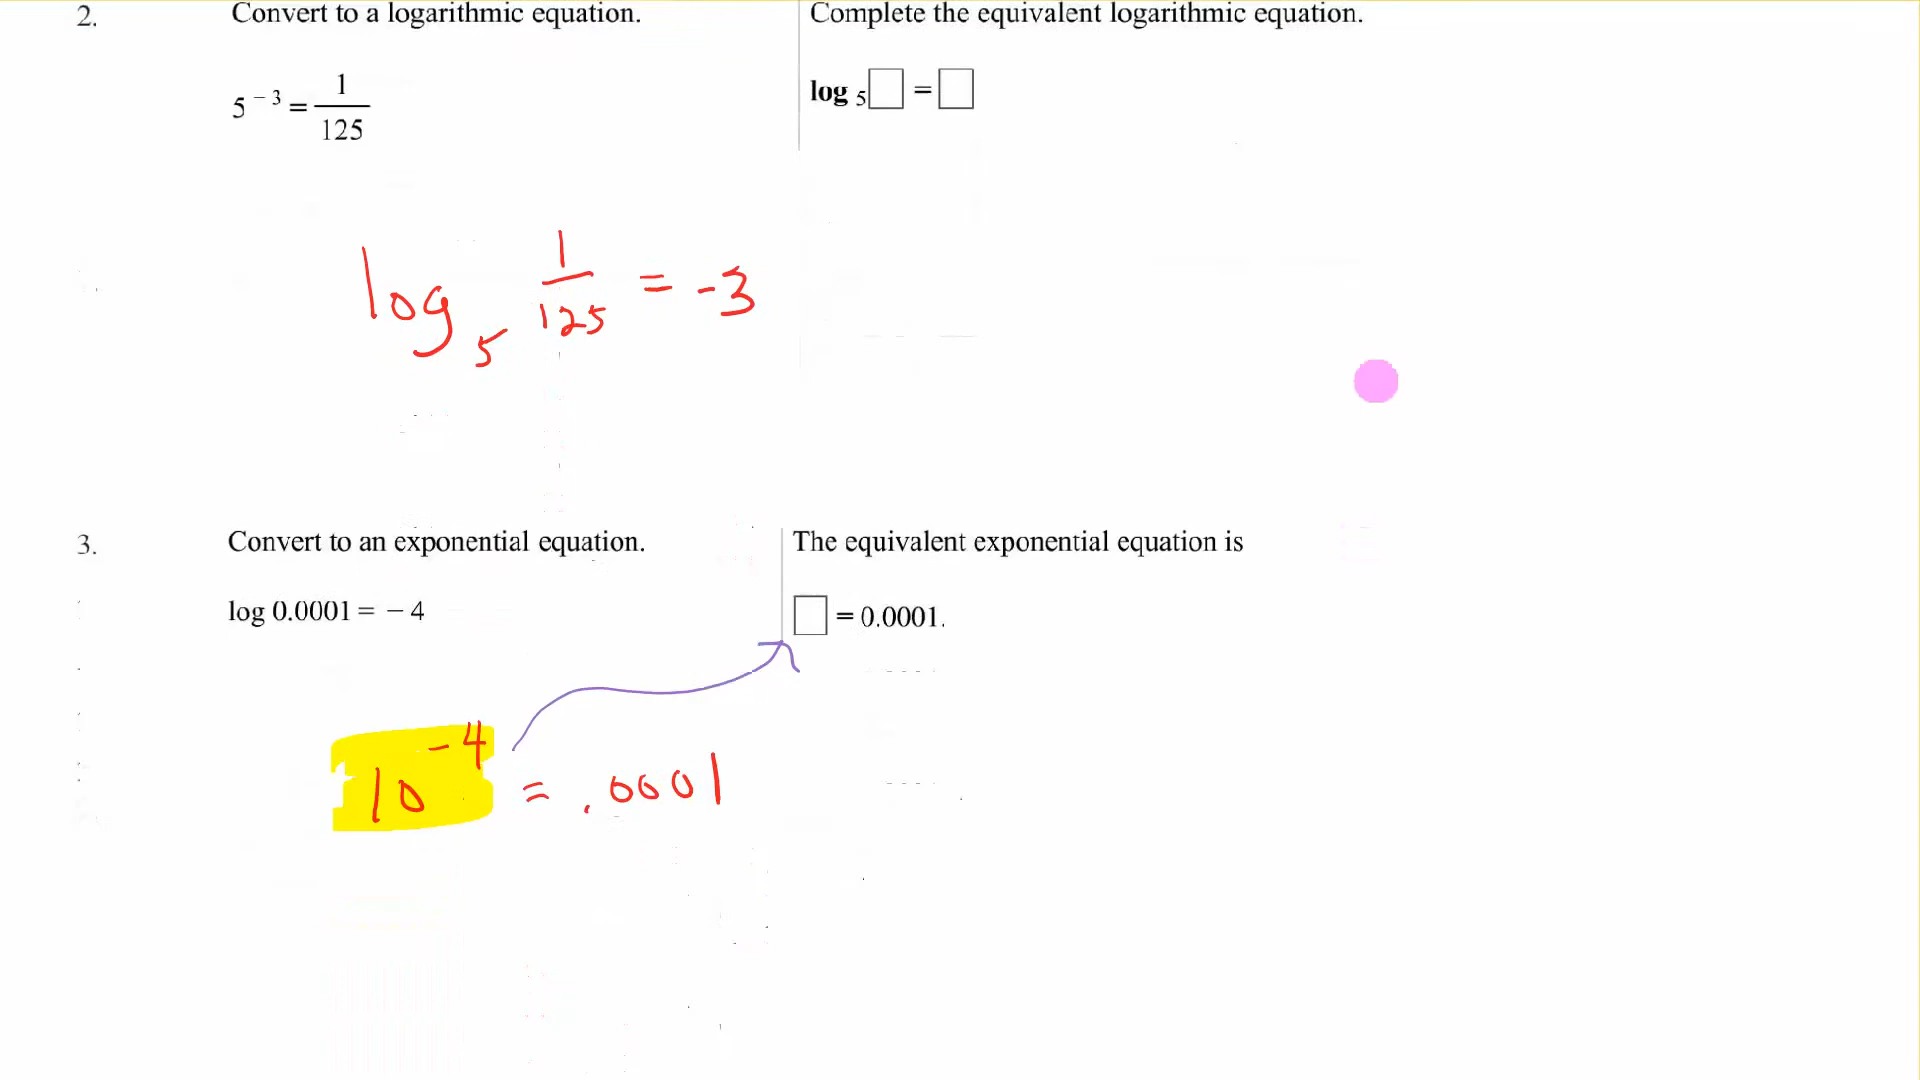 2. Convert to a logarithmic equation.
5^{-3} = 1/125
Complete the equivalent logarithmic equation.
log_5 □ = □
log_5 1/125 = -3
3. Convert to an exponential equation.
log 0.0001 = -4
The equivalent exponential equation is
□ = 0.0001.
10^{-4} = .0001